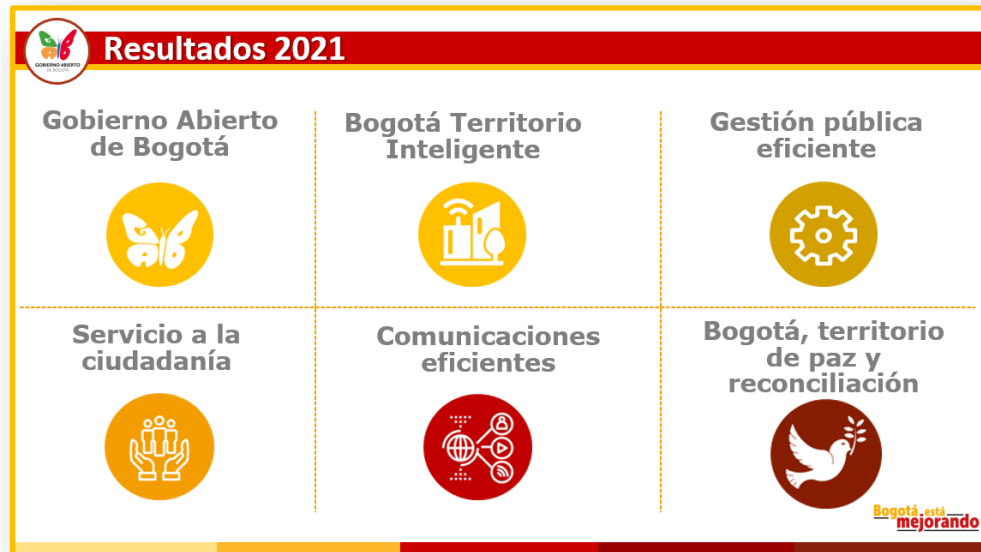 GOBIERNO ABIERTO
DE BOGOTÁ
Resultados 2021
Gobierno Abierto
de Bogotá
GAB
Bogotá Territorio
Inteligente
Gestión pública
eficiente
Servicio a la
ciudadanía
Comunicaciones
eficientes
Bogotá, territorio
de paz y
reconciliación
Bogotá está
mejorando